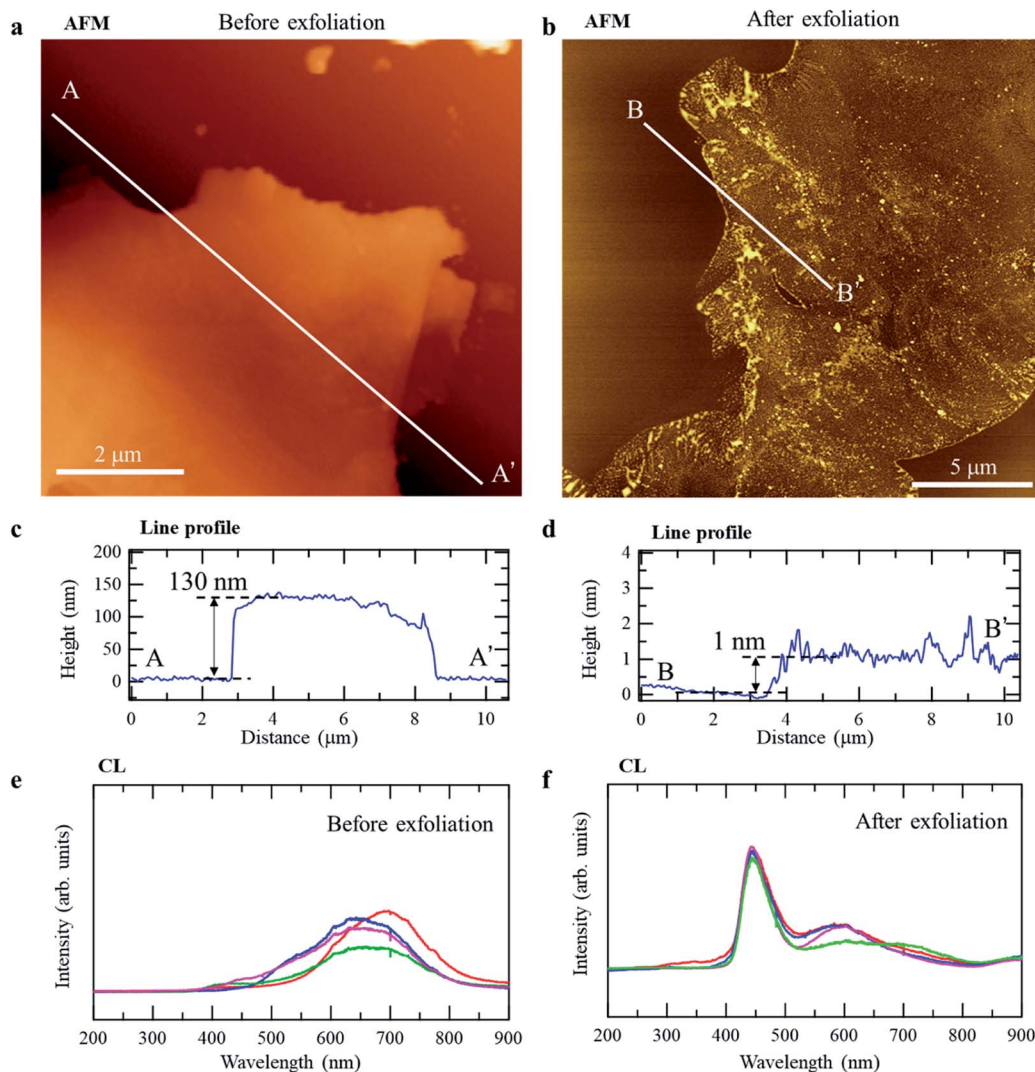 a AFM Before exfoliation
b AFM After exfoliation
A
A’
2 μm
B
B’
5 μm
c Line profile
200
150
100
50
0
Height (nm)
130 nm
A
A’
0 2 4 6 8 10
Distance (μm)
d Line profile
4
3
2
1
0
Height (nm)
1 nm
B
B’
0 2 4 6 8 10
Distance (μm)
e CL
Before exfoliation
Intensity (arb. units)
200 300 400 500 600 700 800 900
Wavelength (nm)
f CL
After exfoliation
Intensity (arb. units)
200 300 400 500 600 700 800 900
Wavelength (nm)